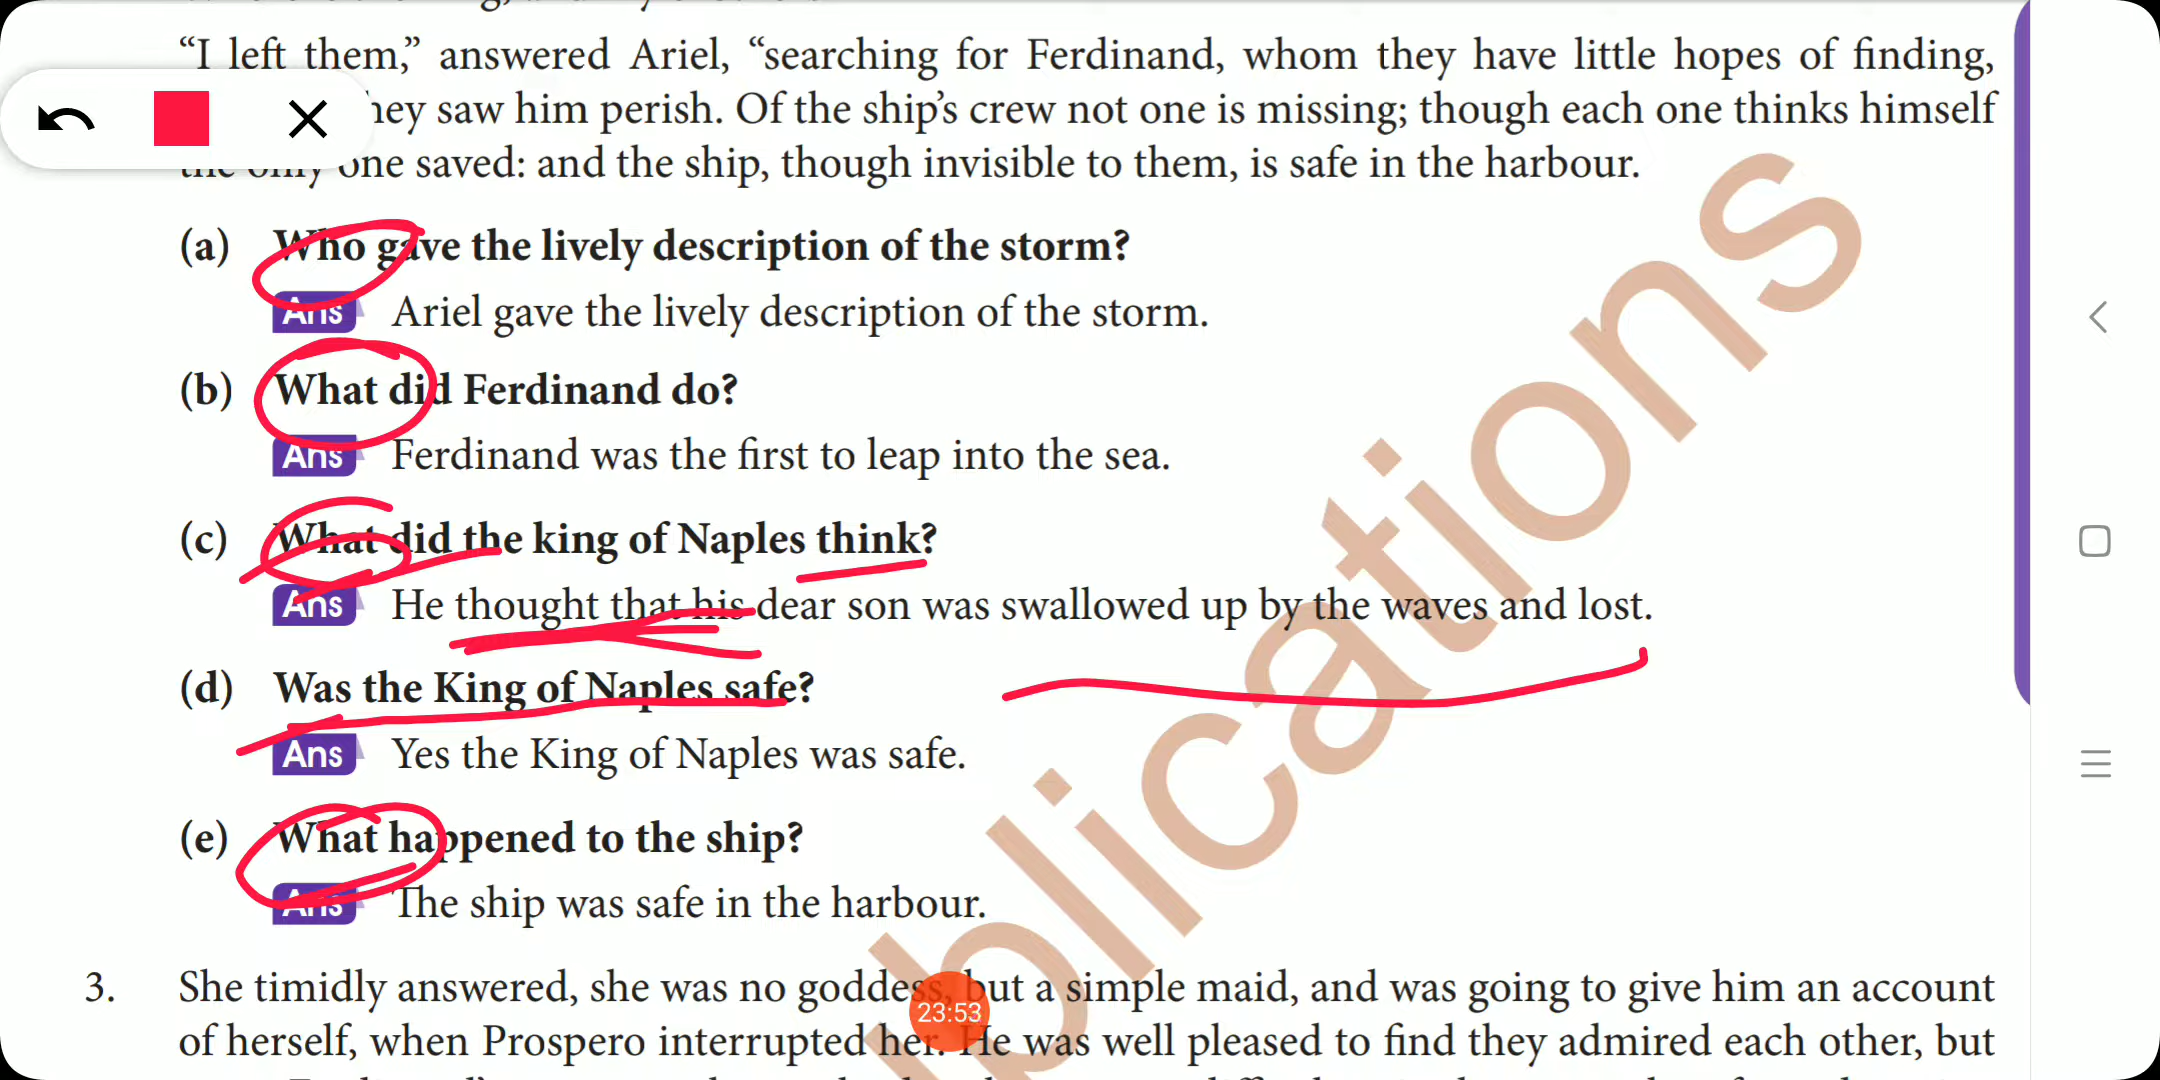 “I left them,” answered Ariel, “searching for Ferdinand, whom they have little hopes of finding,
they saw him perish. Of the ship’s crew not one is missing; though each one thinks himself
the only one saved: and the ship, though invisible to them, is safe in the harbour.
(a) Who gave the lively description of the storm?
Ans Ariel gave the lively description of the storm.
(b) What did Ferdinand do?
Ans Ferdinand was the first to leap into the sea.
(c) What did the king of Naples think?
Ans He thought that his dear son was swallowed up by the waves and lost.
(d) Was the King of Naples safe?
Ans Yes the King of Naples was safe.
(e) What happened to the ship?
Ans The ship was safe in the harbour.
3. She timidly answered, she was no goddess, but a simple maid, and was going to give him an account
23:53
of herself, when Prospero interrupted her. He was well pleased to find they admired each other, but
blications